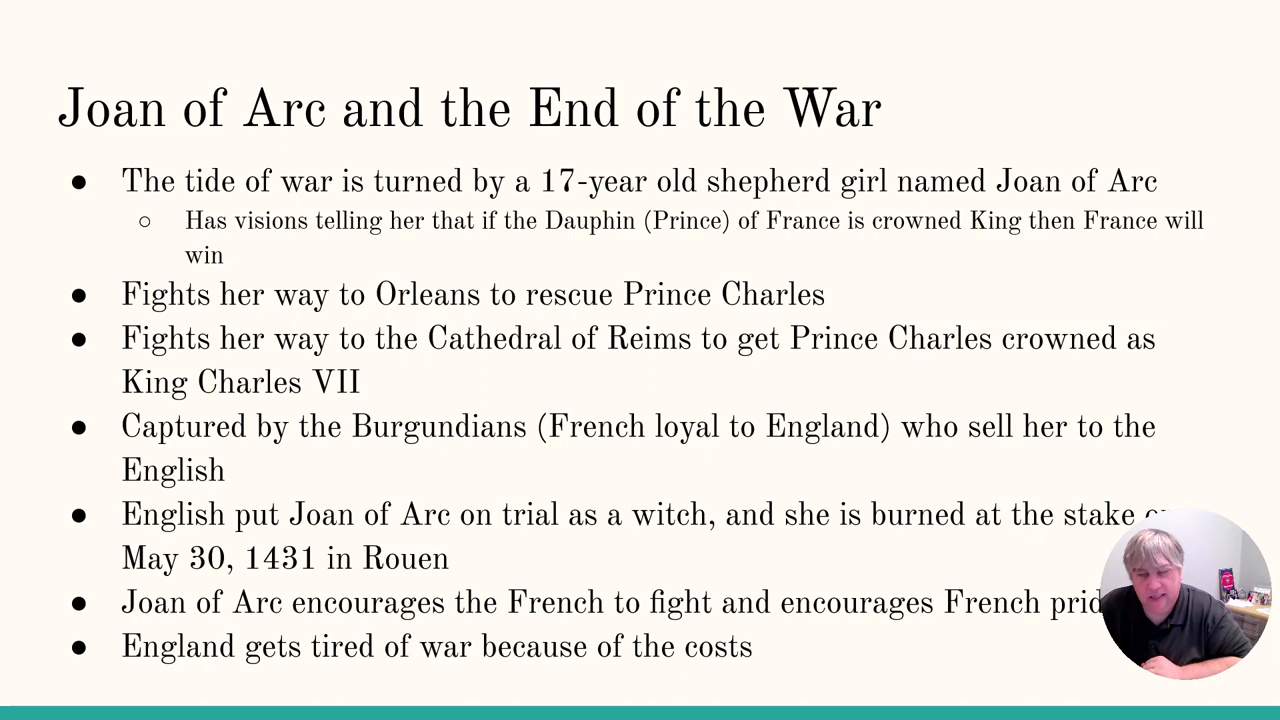 Joan of Arc and the End of the War
● The tide of war is turned by a 17-year old shepherd girl named Joan of Arc
○ Has visions telling her that if the Dauphin (Prince) of France is crowned King then France will
win
● Fights her way to Orleans to rescue Prince Charles
● Fights her way to the Cathedral of Reims to get Prince Charles crowned as
King Charles VII
● Captured by the Burgundians (French loyal to England) who sell her to the
English
● English put Joan of Arc on trial as a witch, and she is burned at the stake
May 30, 1431 in Rouen
● Joan of Arc encourages the French to fight and encourages French
● England gets tired of war because of the costs